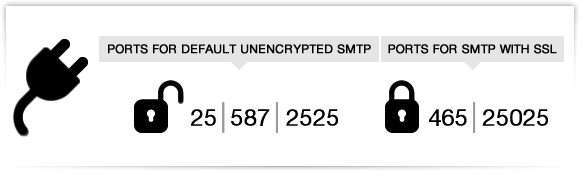 PORTS FOR DEFAULT UNENCRYPTED SMTP PORTS FOR SMTP WITH SSL
25 | 587 | 2525 465 | 25025